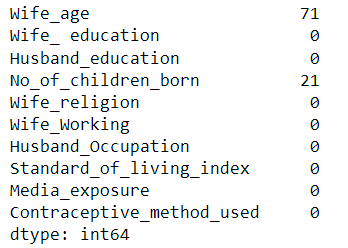 Wife_age 71
Wife_ education 0
Husband_education 0
No_of_children_born 21
Wife_religion 0
Wife_Working 0
Husband_Occupation 0
Standard_of_living_index 0
Media_exposure 0
Contraceptive_method_used 0
dtype: int64